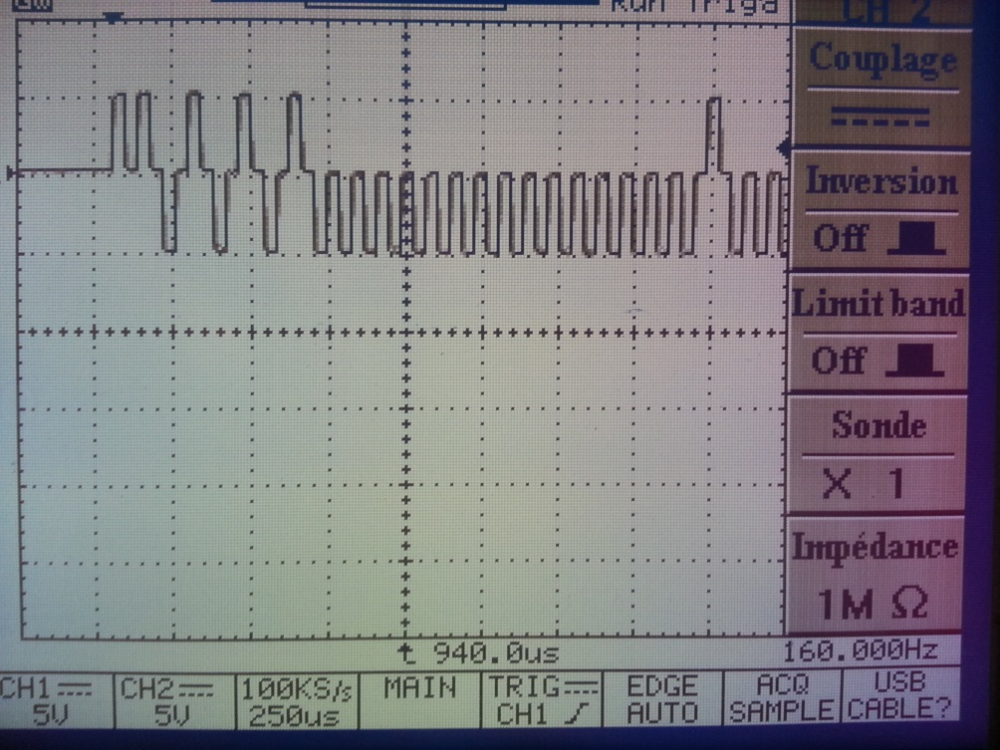 Run Trig'd
CH 2
Couplage
Inversion
Off
Limit band
Off
Sonde
X 1
Impédance
1M Ω
t 940.0us 160.000Hz
CH1 CH2 100KS/s MAIN TRIG EDGE ACQ USB
5V 5V 250us CH1 AUTO SAMPLE CABLE?